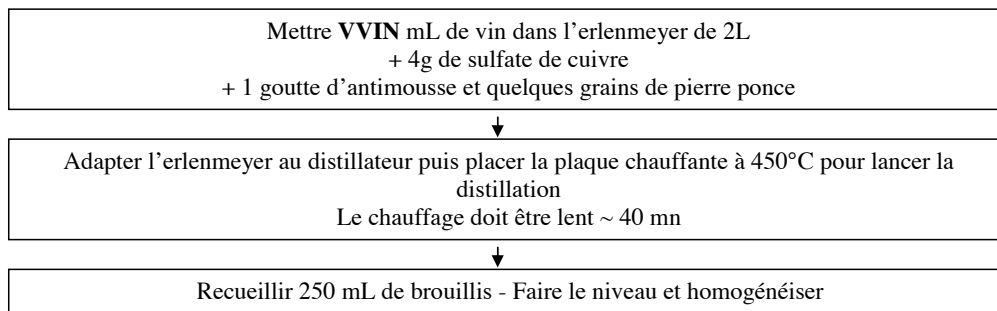 Mettre VVIN mL de vin dans l’erlenmeyer de 2L
+ 4g de sulfate de cuivre
+ 1 goutte d’antimousse et quelques grains de pierre ponce
Adapter l’erlenmeyer au distillateur puis placer la plaque chauffante à 450°C pour lancer la
distillation
Le chauffage doit être lent ~ 40 mn
Recueillir 250 mL de brouillis - Faire le niveau et homogénéiser